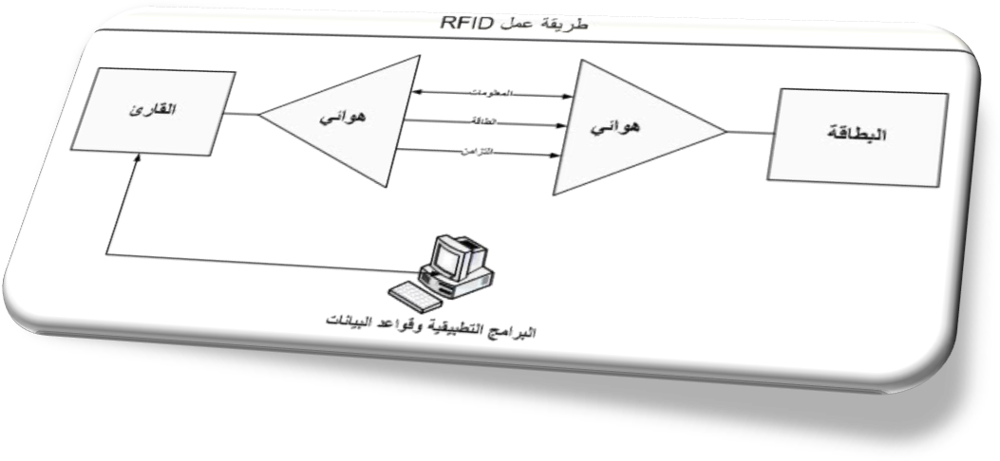 طريقة عمل RFID
القارئ
هوائي
المعلومات
الطاقة
التزامن
هوائي
البطاقة
البرامج التطبيقية وقواعد البيانات